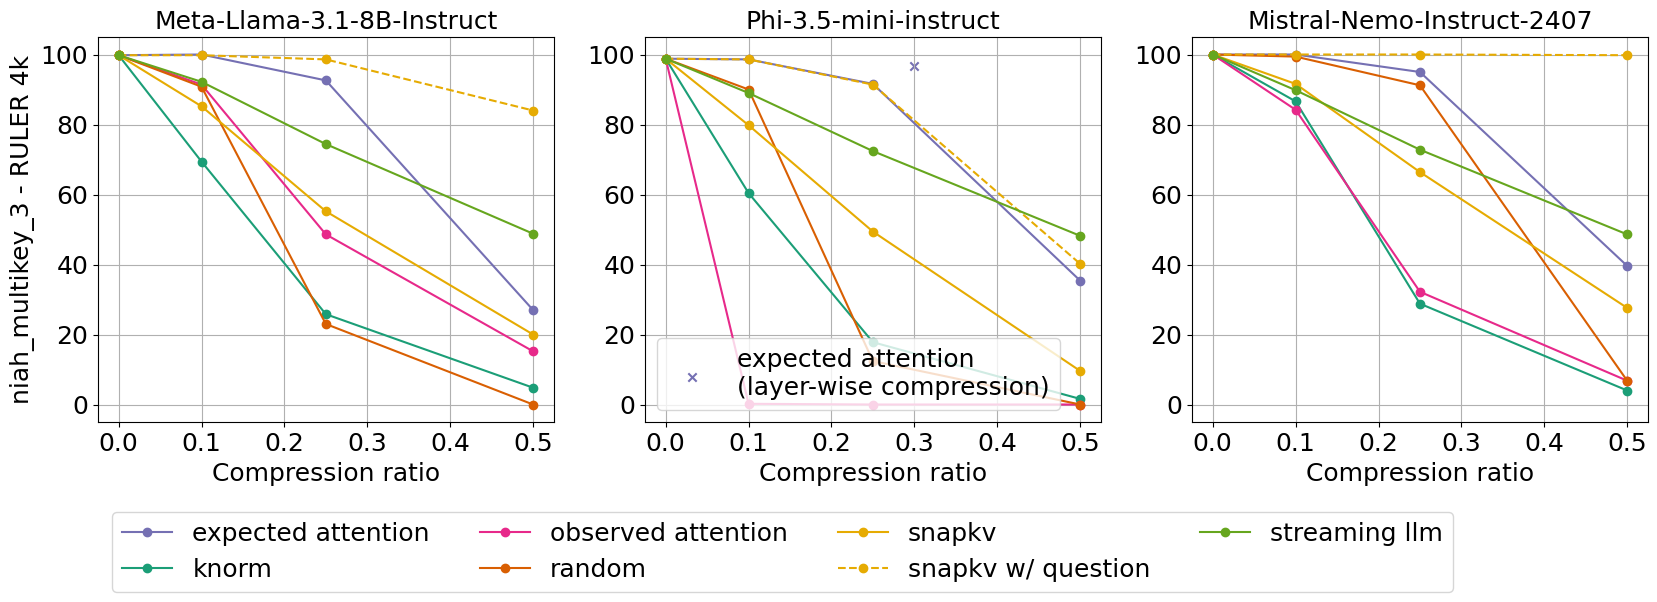 Meta-Llama-3.1-8B-Instruct
Phi-3.5-mini-instruct
Mistral-Nemo-Instruct-2407
niah_multikey_3 - RULER 4k
100
80
60
40
20
0
0.0 0.1 0.2 0.3 0.4 0.5
Compression ratio
100
80
60
40
20
0
expected attention
(layer-wise compression)
0.0 0.1 0.2 0.3 0.4 0.5
Compression ratio
100
80
60
40
20
0
0.0 0.1 0.2 0.3 0.4 0.5
Compression ratio
expected attention
knorm
observed attention
random
snapkv
snapkv w/ question
streaming llm